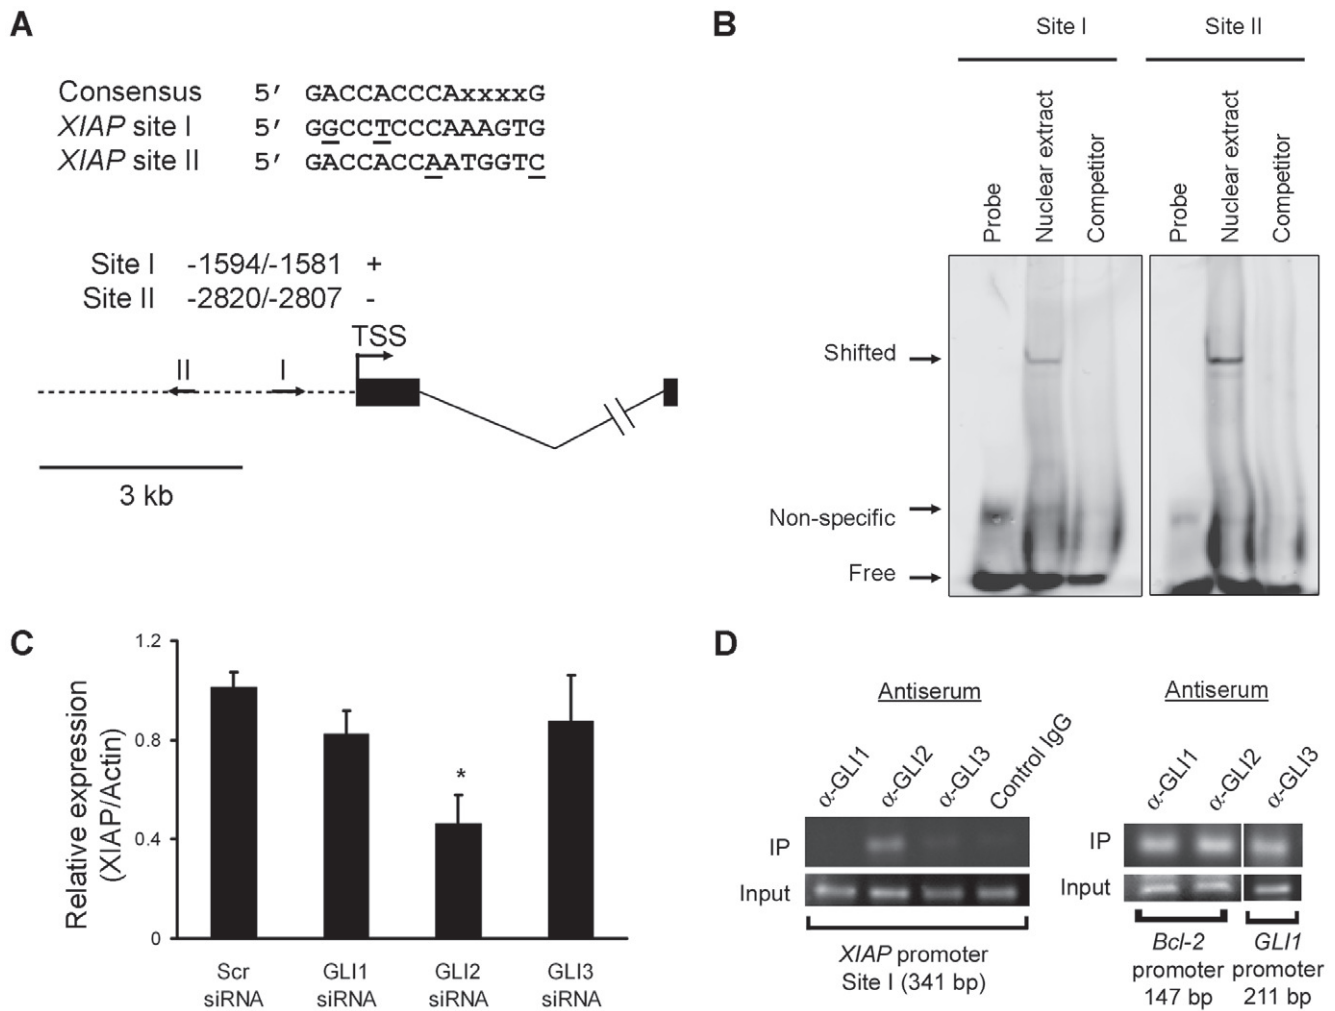 A
Consensus 5' GACCACCCAxxxxG
XIAP site I 5' GGCCTCCCAAAGTG
XIAP site II 5' GACCACCAATGGTC
Site I -1594/-1581 +
Site II -2820/-2807 -
TSS
II I
3 kb
B
Site I Site II
Probe Nuclear extract Competitor Probe Nuclear extract Competitor
Shifted
Non-specific
Free
C
Relative expression
(XIAP/Actin)
1.2
0.8
*
0.4
0
Scr siRNA
GLI1 siRNA
GLI2 siRNA
GLI3 siRNA
D
Antiserum
α-GLI1 α-GLI2 α-GLI3 Control IgG
IP
Input
XIAP promoter
Site I (341 bp)
Antiserum
α-GLI1 α-GLI2 α-GLI3
IP
Input
Bcl-2
promoter
147 bp
GLI1
promoter
211 bp